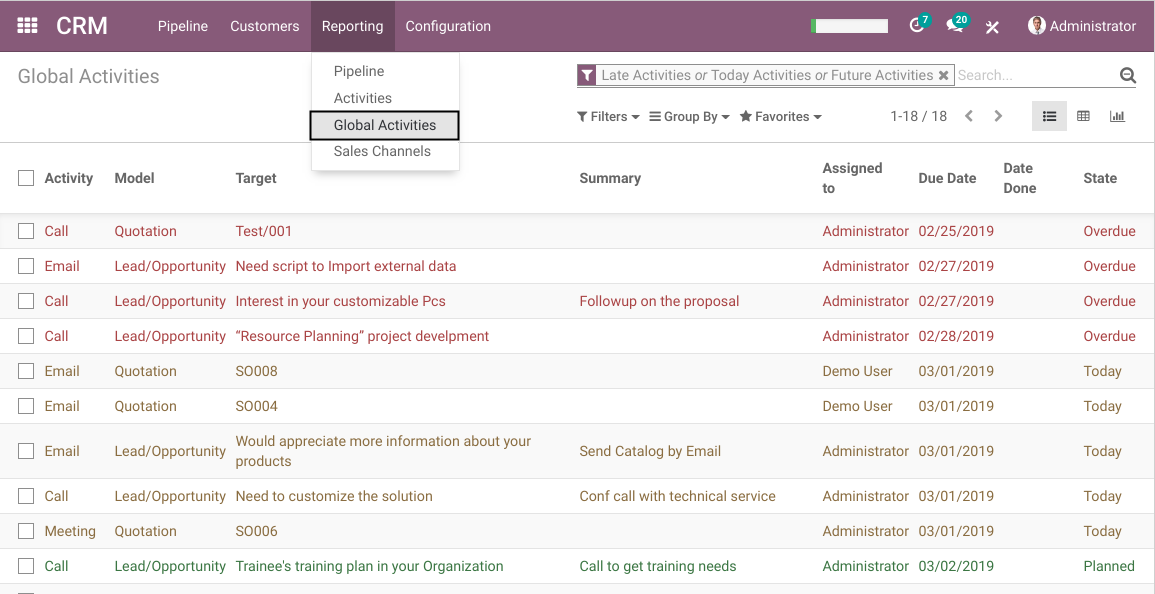 CRM Pipeline Customers Reporting Configuration 7 20 Administrator
Global Activities
Pipeline
Activities
Global Activities
Sales Channels
Late Activities or Today Activities or Future Activities Search...
Filters Group By Favorites 1-18 / 18
Activity Model Target Summary Assigned to Due Date Date Done State
Call Quotation Test/001 Administrator 02/25/2019 Overdue
Email Lead/Opportunity Need script to Import external data Administrator 02/27/2019 Overdue
Call Lead/Opportunity Interest in your customizable Pcs Followup on the proposal Administrator 02/27/2019 Overdue
Call Lead/Opportunity “Resource Planning” project develpment Administrator 02/28/2019 Overdue
Email Quotation SO008 Demo User 03/01/2019 Today
Email Quotation SO004 Demo User 03/01/2019 Today
Email Lead/Opportunity Would appreciate more information about your products Send Catalog by Email Administrator 03/01/2019 Today
Call Lead/Opportunity Need to customize the solution Conf call with technical service Administrator 03/01/2019 Today
Meeting Quotation SO006 Administrator 03/01/2019 Today
Call Lead/Opportunity Trainee's training plan in your Organization Call to get training needs Administrator 03/02/2019 Planned